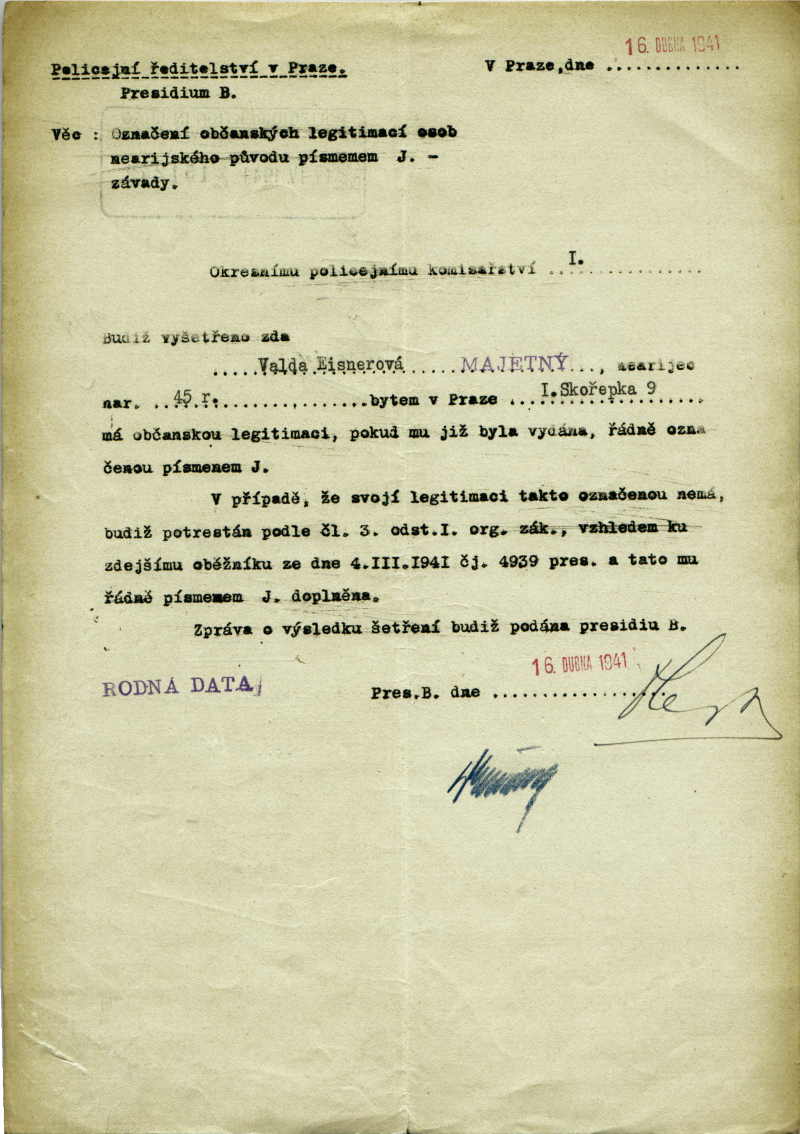 16. DUBNA 1941
Policejní ředitelství v Praze.
V Praze, dne ..............
Presidium B.
Věc : Označení občanských legitimací osob
nearijského původu písmemem J. -
závady.
Okresnímu policejnímu komisařství ...I................
Budiž vyšetřeno zda
.....Valda Eisnerová.....MAJETNÝ..., nearijec
nar. ..45 r. ...............bytem v Praze ..I.Skořepka 9.....
má občanskou legitimaci, pokud mu již byla vydána, řádně ozna
čenou písmenem J.
V případě, že svojí legitimaci takto označenou nemá,
budiž potrestán podle čl. 3. odst.I. org. zák., vzhledem ku
zdejšímu oběžníku ze dne 4.III.1941 čj. 4939 pres. a tato mu
řádně písmenem J. doplněna.
Zpráva o výsledku šetření budiž podána presidiu B.
16. DUBNA 1941
RODNÁ DATA
Pres.B. dne ..................